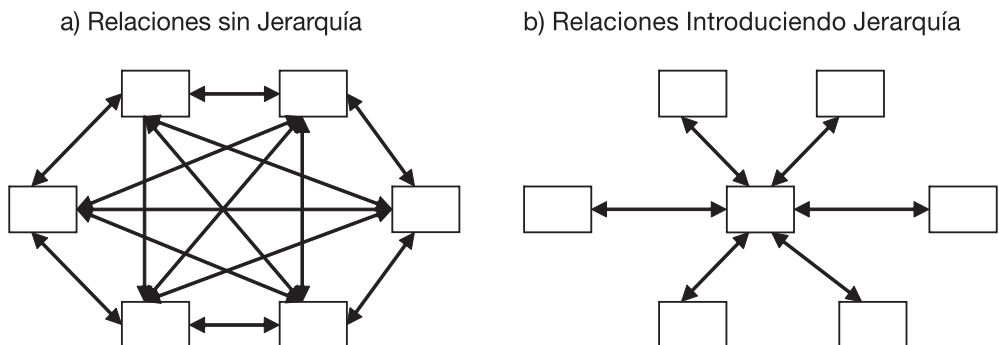 a) Relaciones sin Jerarquía
b) Relaciones Introduciendo Jerarquía